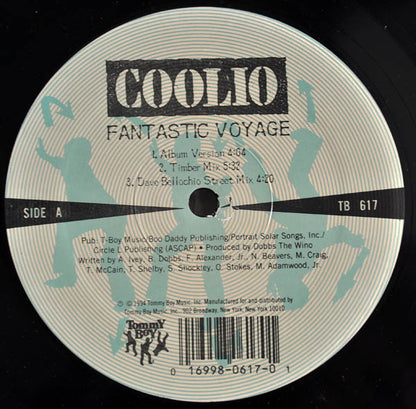 COOLIO
FANTASTIC VOYAGE
1. Album Version 4:04
2. Timber Mix 5:32
3. Dave Bellochio Street Mix 4:20
SIDE A
TB 617
Pub: T-Boy Music/Boo Daddy Publishing/Portrait Solar Songs, Inc./
Circle L Publishing (ASCAP) • Produced by Dobbs The Wino
Written by A. Ivey, B. Dobbs, F. Alexander, Jr., N. Beavers, M. Craig,
T. McCain, T. Shelby, S. Shockley, O. Stokes, M. Adamwood, Jr.
℗ © 1994 Tommy Boy Music, Inc. Manufactured and distributed by
Tommy Boy Music, Inc. 902 Broadway, New York, New York 10010
TOMMY
BOY
0 16998-0617-0 1